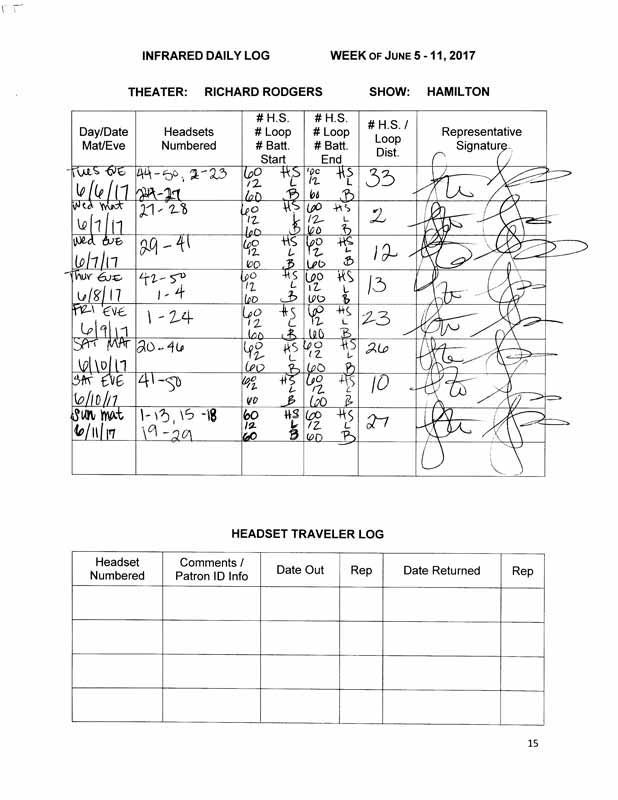 INFRARED DAILY LOG WEEK OF JUNE 5 - 11, 2017
THEATER: RICHARD RODGERS SHOW: HAMILTON
Day/Date Mat/Eve Headsets Numbered # H.S. # Loop # Batt. Start # H.S. # Loop # Batt. End # H.S. / Loop Dist. Representative Signature
Tues EVE 44-50, 2-23 60 HS 60 HS 33
6/6/17 24-27 12 L 12 L
60 B 60 B
Wed mat 27-28 60 HS 60 HS 2
6/7/17 12 L 12 L
60 B 60 B
Wed EVE 29-41 60 HS 60 HS 12
6/7/17 12 L 12 L
60 B 60 B
Thur EVE 42-50 60 HS 60 HS 13
6/8/17 1-4 12 L 12 L
60 B 60 B
FRI EVE 1-24 60 HS 60 HS 23
6/9/17 12 L 12 L
60 B 60 B
SAT MAT 20-46 60 HS 60 HS 26
6/10/17 12 L 12 L
60 B 60 B
SAT EVE 41-50 60 HS 60 HS 10
6/10/17 12 L 12 L
60 B 60 B
Sun mat 1-13, 15-18 60 HS 60 HS 27
6/11/17 19-29 12 L 12 L
60 B 60 B
HEADSET TRAVELER LOG
Headset Numbered Comments / Patron ID Info Date Out Rep Date Returned Rep
15